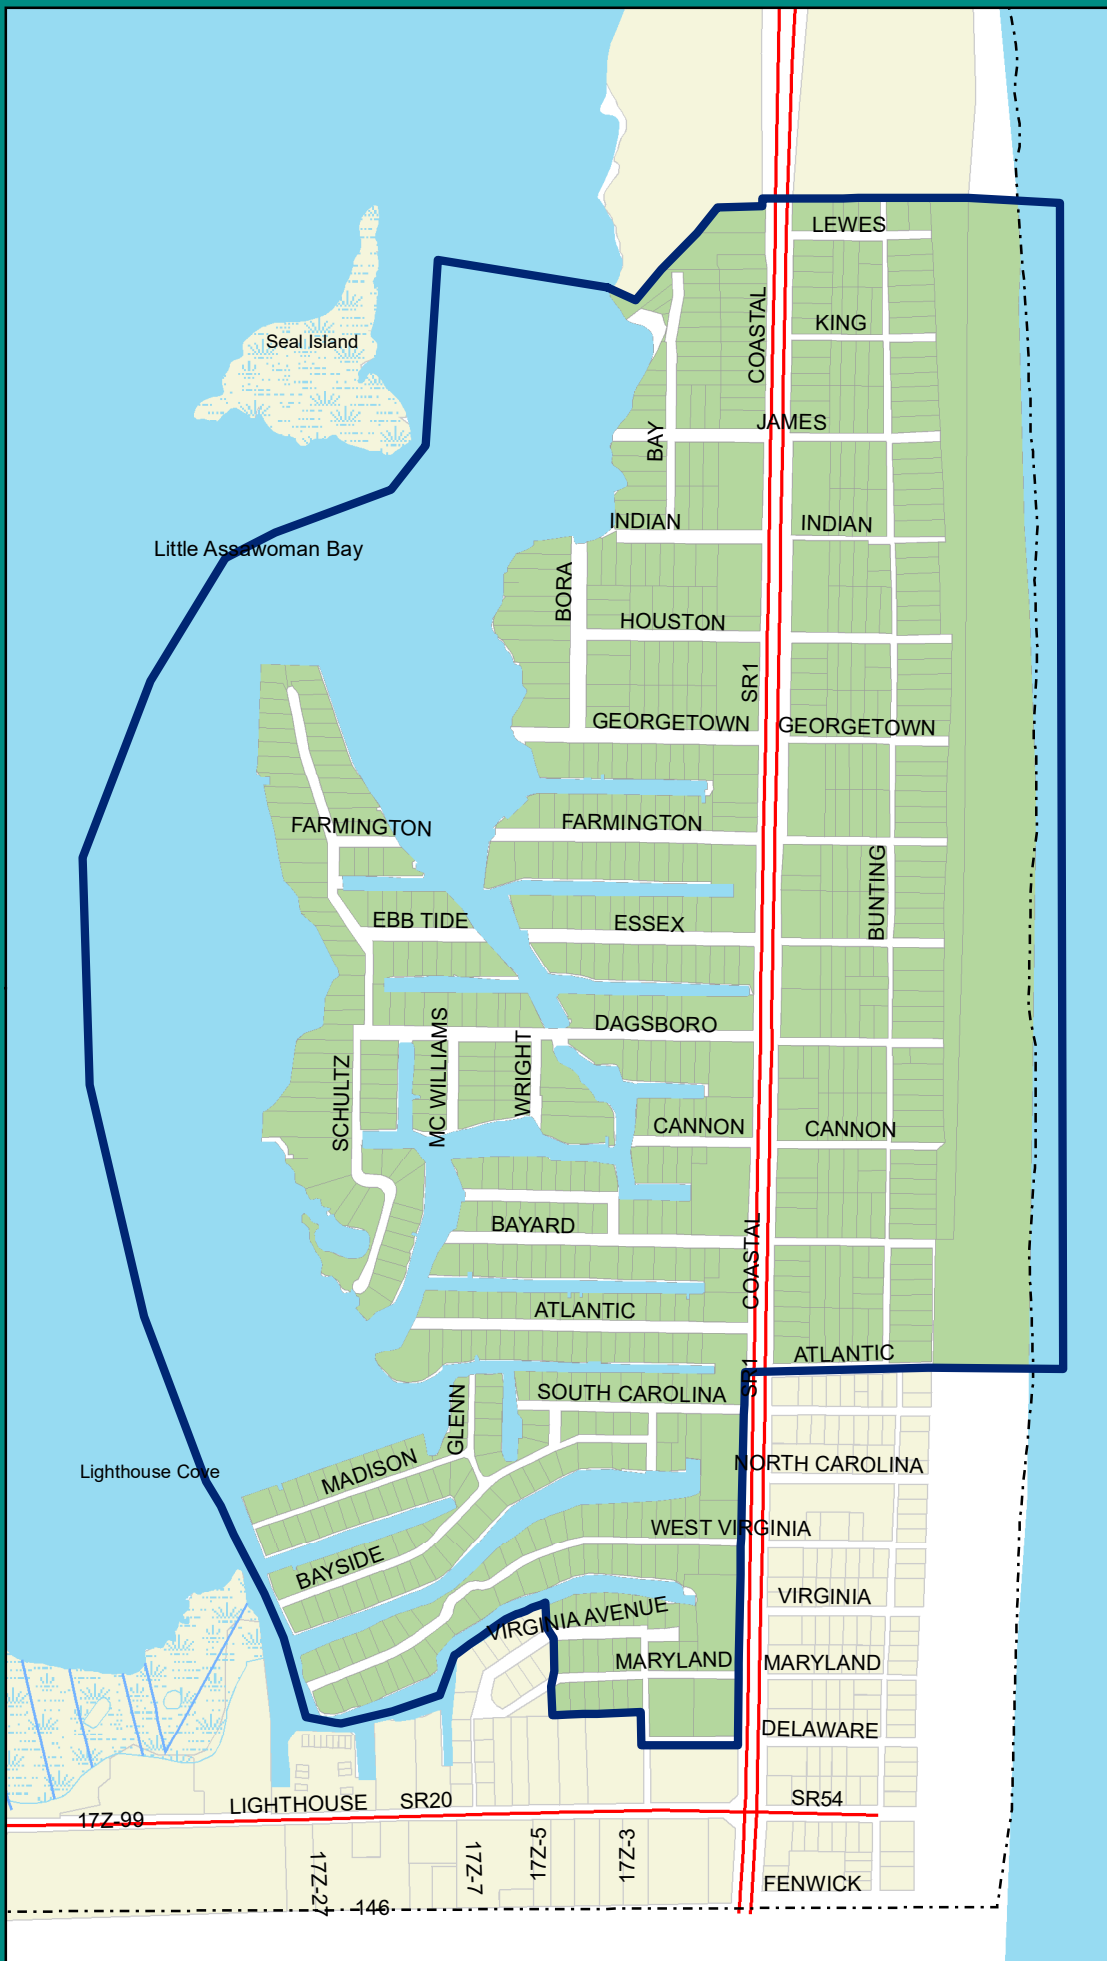 LEWES
COASTAL
KING
Seal Island
JAMES
BAY
INDIAN
INDIAN
Little Assawoman Bay
BORA
HOUSTON
SR1
GEORGETOWN
GEORGETOWN
FARMINGTON
FARMINGTON
BUNTING
EBB TIDE
ESSEX
DAGSBORO
MC WILLIAMS
WRIGHT
SCHULTZ
CANNON
CANNON
BAYARD
COASTAL
ATLANTIC
ATLANTIC
SR1
SOUTH CAROLINA
GLENN
MADISON
NORTH CAROLINA
Lighthouse Cove
WEST VIRGINIA
BAYSIDE
VIRGINIA
VIRGINIA AVENUE
MARYLAND
MARYLAND
DELAWARE
LIGHTHOUSE
SR20
SR54
17Z-99
17Z-27
17Z-7
17Z-5
17Z-3
FENWICK
146